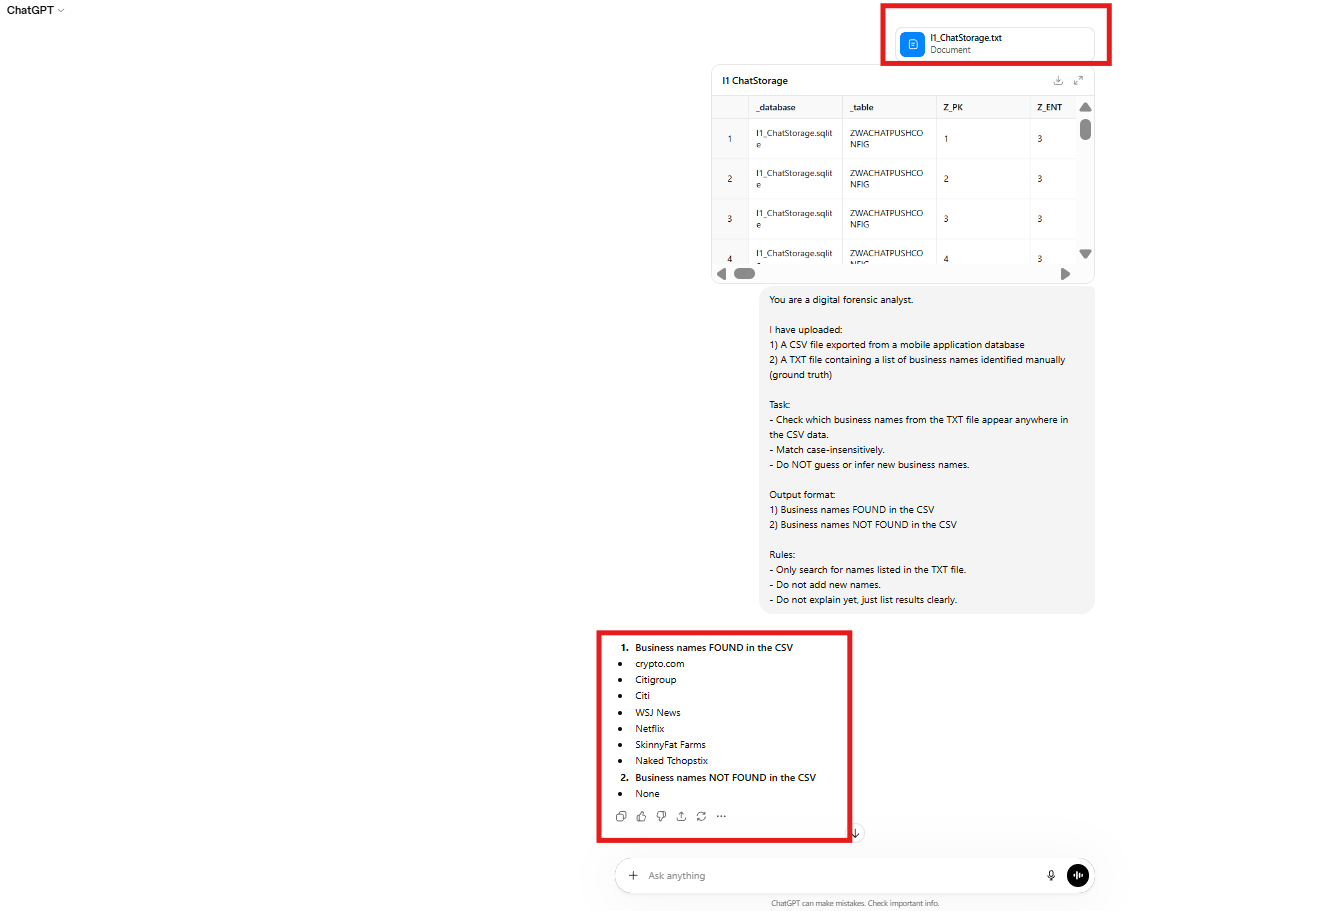 ChatGPT
I1_ChatStorage.txt
Document
I1 ChatStorage
_database _table Z_PK Z_ENT
1 I1_ChatStorage.sqlit ZWACHATPUSHCO 1 3
e NFIG
2 I1_ChatStorage.sqlit ZWACHATPUSHCO 2 3
e NFIG
3 I1_ChatStorage.sqlit ZWACHATPUSHCO 3 3
e NFIG
4 I1_ChatStorage.sqlit ZWACHATPUSHCO 4 3
NFIG
You are a digital forensic analyst.
I have uploaded:
1) A CSV file exported from a mobile application database
2) A TXT file containing a list of business names identified manually
(ground truth)
Task:
- Check which business names from the TXT file appear anywhere in
the CSV data.
- Match case-insensitively.
- Do NOT guess or infer new business names.
Output format:
1) Business names FOUND in the CSV
2) Business names NOT FOUND in the CSV
Rules:
- Only search for names listed in the TXT file.
- Do not add new names.
- Do not explain yet, just list results clearly.
1. Business names FOUND in the CSV
• crypto.com
• Citigroup
• Citi
• WSJ News
• Netflix
• SkinnyFat Farms
• Naked Tchopstix
2. Business names NOT FOUND in the CSV
• None
Ask anything
ChatGPT can make mistakes. Check important info.